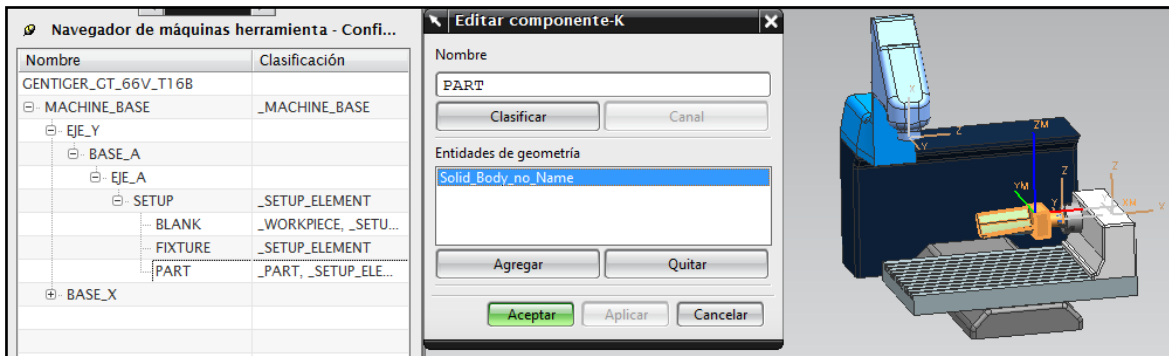 Navegador de máquinas herramienta - Confi...
Nombre Clasificación
GENTIGER_GT_66V_T16B
MACHINE_BASE _MACHINE_BASE
EJE_Y
BASE_A
EJE_A
SETUP _SETUP_ELEMENT
BLANK _WORKPIECE, _SETU...
FIXTURE _SETUP_ELEMENT
PART _PART, _SETUP_ELE...
BASE_X
Editar componente-K
Nombre
PART
Clasificar Canal
Entidades de geometría
Solid_Body_no_Name
Agregar Quitar
Aceptar Aplicar Cancelar
X
Z
Y
ZM
YM
Z
Z
Y
XM